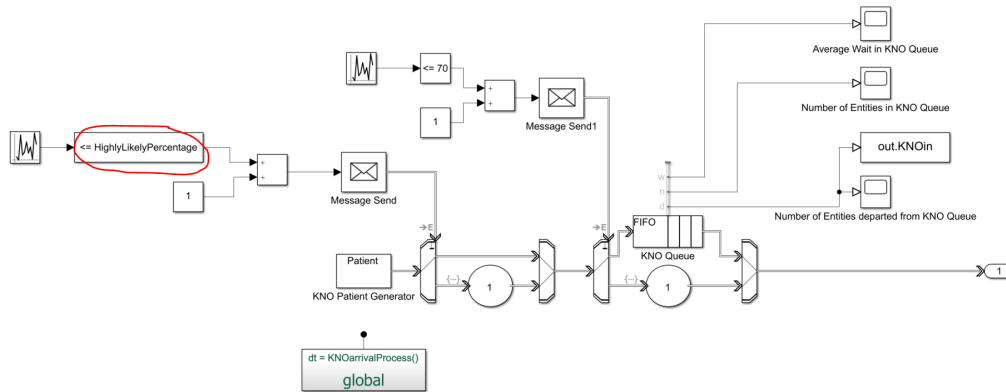 Average Wait in KNO Queue
<= 70
+
+
1
Message Send1
Number of Entities in KNO Queue
<= HighlyLikelyPercentage
+
+
1
Message Send
out.KNOin
w
n
d
Number of Entities departed from KNO Queue
E
E
FIFO
KNO Queue
Patient
KNO Patient Generator
1
1
{...}
1
{...}
1
dt = KNOarrivalProcess()
global
1